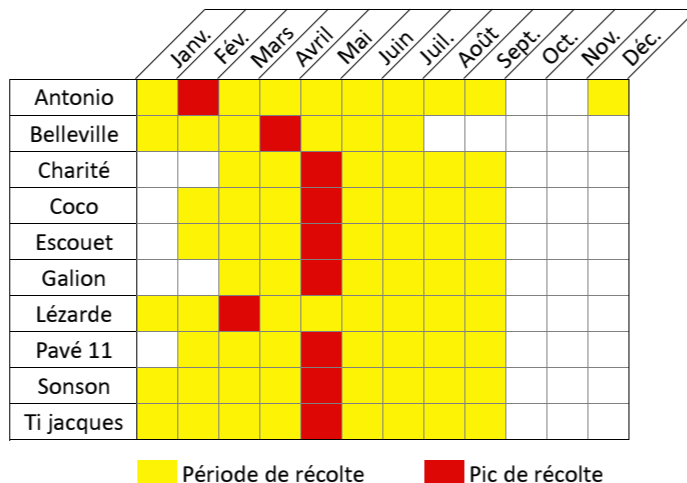 Janv. Fév. Mars Avril Mai Juin Juil. Août Sept. Oct. Nov. Déc.
Antonio
Belleville
Charité
Coco
Escouet
Galion
Lézarde
Pavé 11
Sonson
Ti jacques
Période de récolte Pic de récolte